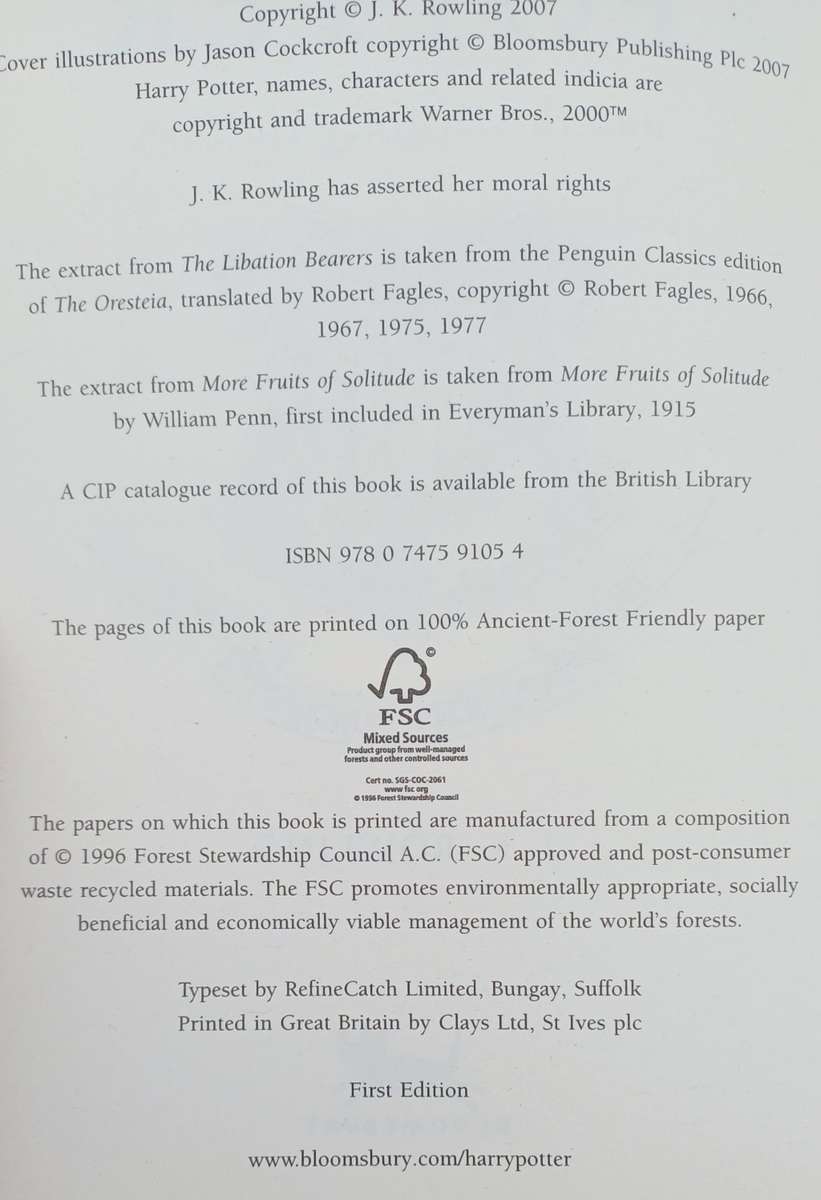 Copyright © J. K. Rowling 2007
Cover illustrations by Jason Cockcroft copyright © Bloomsbury Publishing Plc 2007
Harry Potter, names, characters and related indicia are
copyright and trademark Warner Bros., 2000™
J. K. Rowling has asserted her moral rights
The extract from The Libation Bearers is taken from the Penguin Classics edition
of The Oresteia, translated by Robert Fagles, copyright © Robert Fagles, 1966,
1967, 1975, 1977
The extract from More Fruits of Solitude is taken from More Fruits of Solitude
by William Penn, first included in Everyman's Library, 1915
A CIP catalogue record of this book is available from the British Library
ISBN 978 0 7475 9105 4
The pages of this book are printed on 100% Ancient-Forest Friendly paper
©
FSC
Mixed Sources
Product group from well-managed
forests and other controlled sources
Cert no. SGS-COC-2061
www fsc org
© 1996 Forest Stewardship Council
The papers on which this book is printed are manufactured from a composition
of © 1996 Forest Stewardship Council A.C. (FSC) approved and post-consumer
waste recycled materials. The FSC promotes environmentally appropriate, socially
beneficial and economically viable management of the world's forests.
Typeset by RefineCatch Limited, Bungay, Suffolk
Printed in Great Britain by Clays Ltd, St Ives plc
First Edition
www.bloomsbury.com/harrypotter